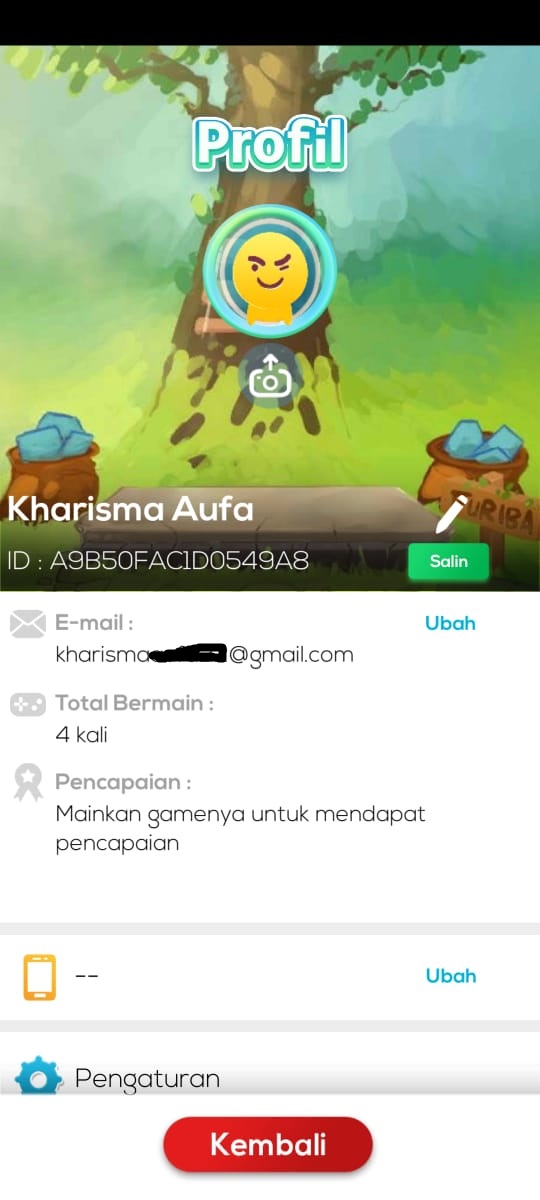 Profil
Kharisma Aufa
URIBA
ID : A9B50FAC1D0549A8
Salin
E-mail :
Ubah
kharisma
@gmail.com
Total Bermain :
4 kali
Pencapaian :
Mainkan gamenya untuk mendapat
pencapaian
--
Ubah
Pengaturan
Kembali